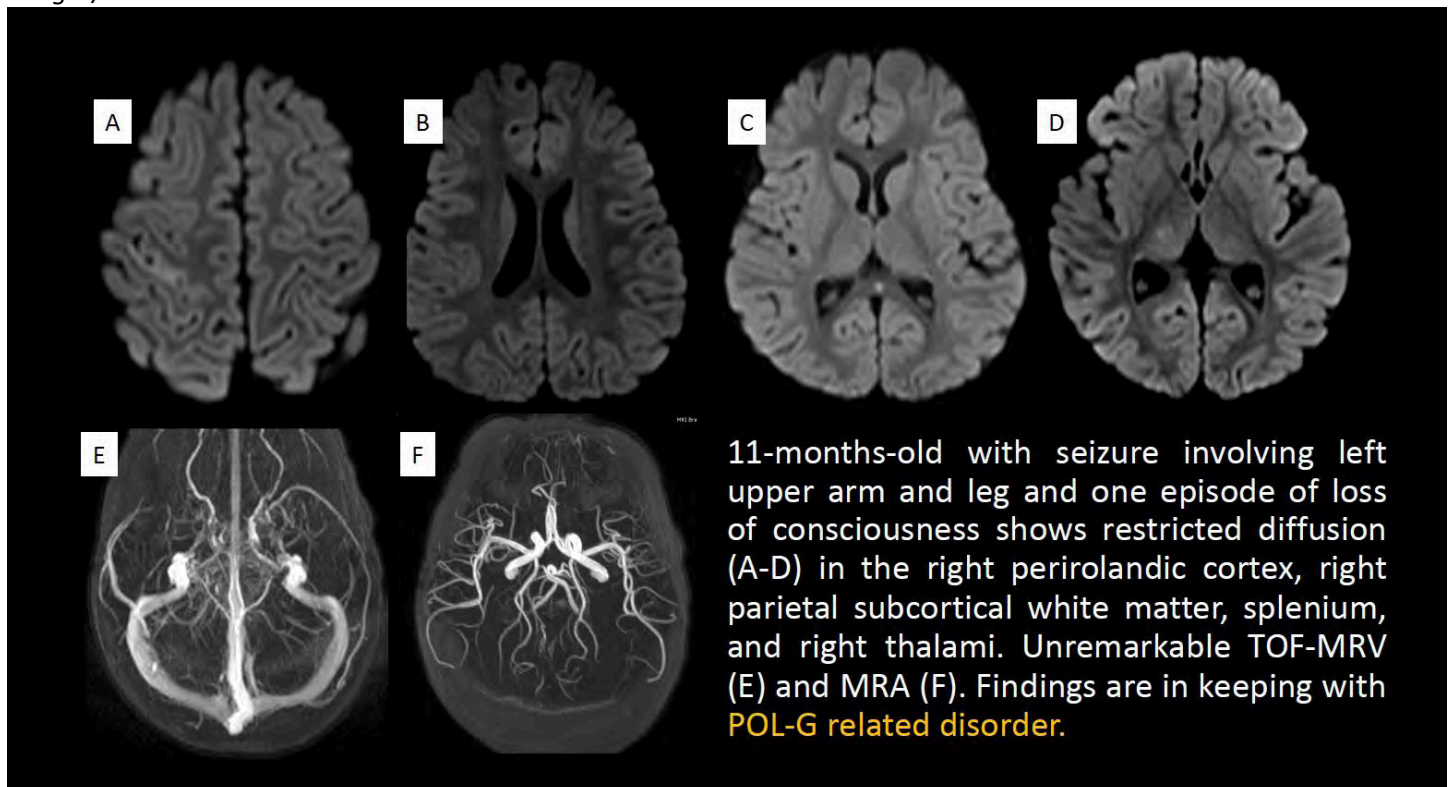 A
B
C
D
E
F
MRI Bra
11-months-old with seizure involving left
upper arm and leg and one episode of loss
of consciousness shows restricted diffusion
(A-D) in the right perirolandic cortex, right
parietal subcortical white matter, splenium,
and right thalami. Unremarkable TOF-MRV
(E) and MRA (F). Findings are in keeping with
POL-G related disorder.